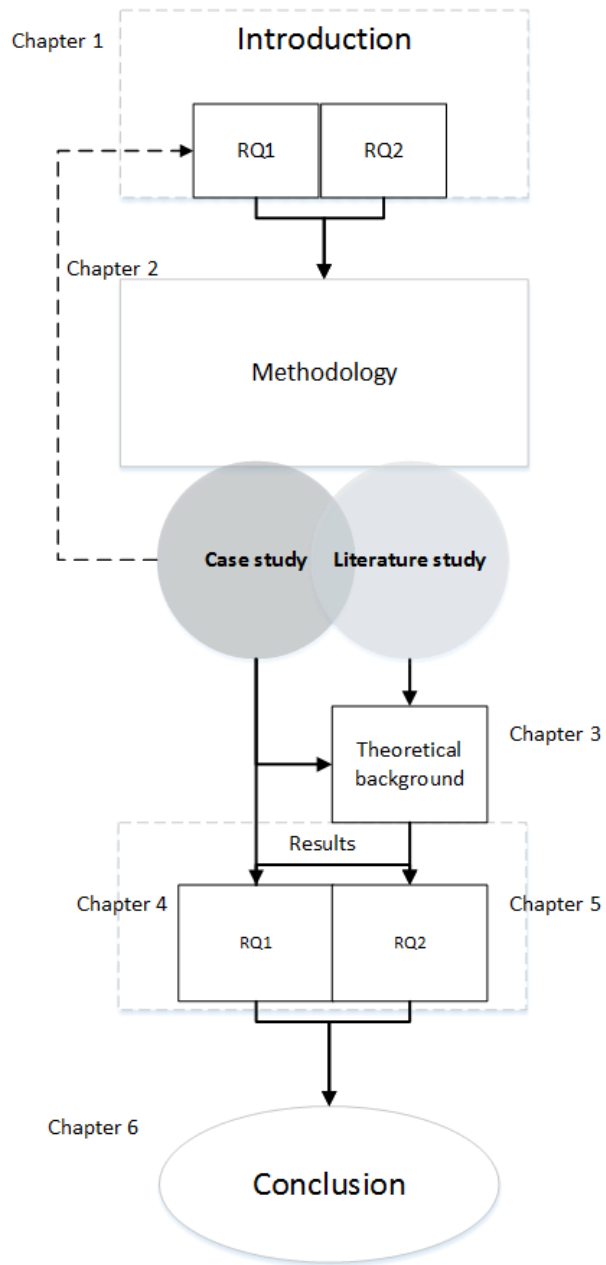 Chapter 1
Introduction
RQ1
RQ2
Chapter 2
Methodology
Case study
Literature study
Chapter 3
Theoretical
background
Results
Chapter 4
Chapter 5
RQ1
RQ2
Chapter 6
Conclusion